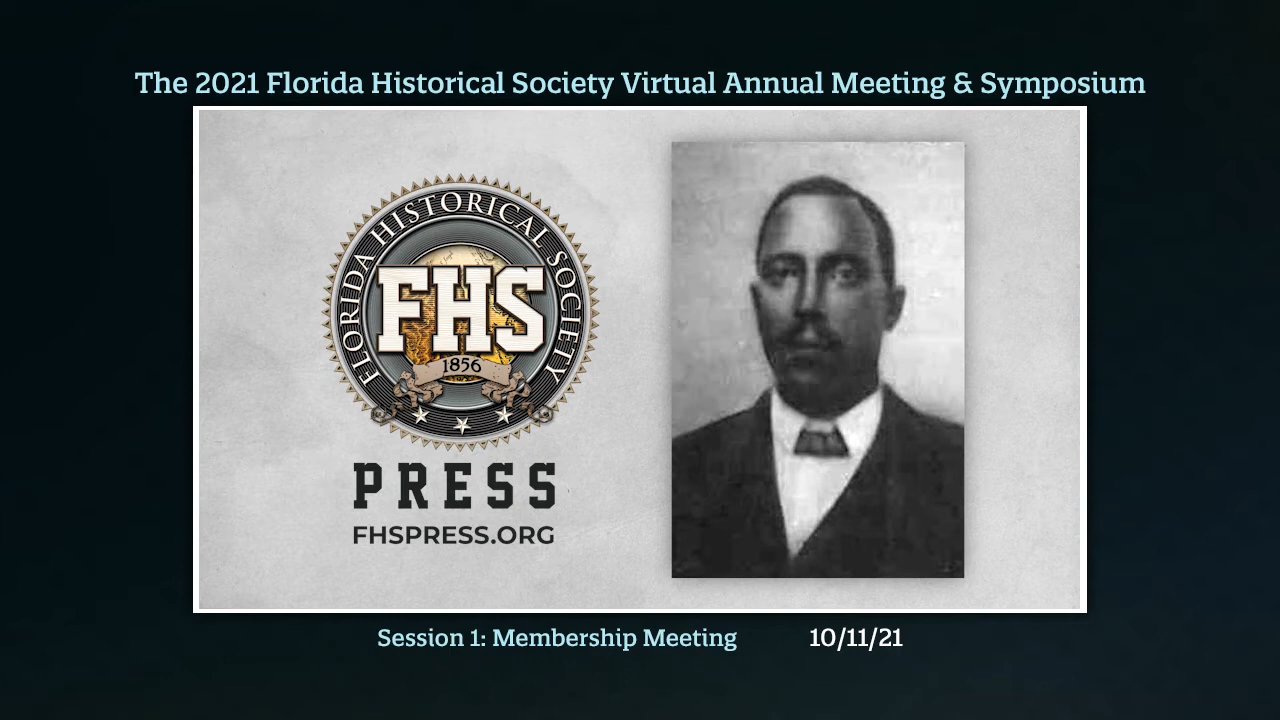 The 2021 Florida Historical Society Virtual Annual Meeting & Symposium
FLORIDA HISTORICAL SOCIETY
FHS
1856
PRESS
FHSPRESS.ORG
Session 1: Membership Meeting 10/11/21